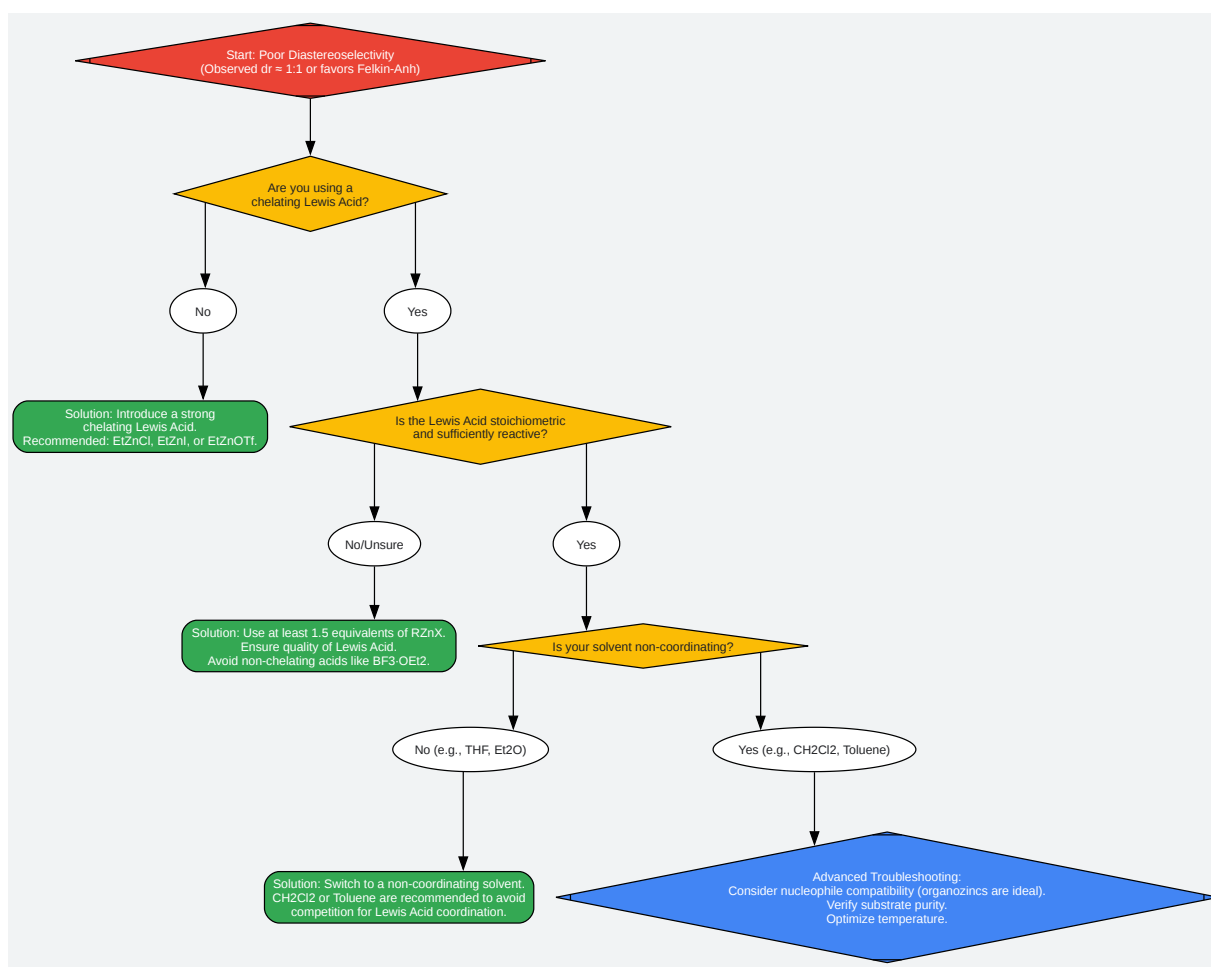 Start: Poor Diastereoselectivity
(Observed dr ≈ 1:1 or favors Felkin-Anh)
Are you using a
chelating Lewis Acid?
No
Yes
Solution: Introduce a strong
chelating Lewis Acid.
Recommended: EtZnCl, EtZnI, or EtZnOTf.
Is the Lewis Acid stoichiometric
and sufficiently reactive?
No/Unsure
Yes
Solution: Use at least 1.5 equivalents of RZnX.
Ensure quality of Lewis Acid.
Avoid non-chelating acids like BF3·OEt2.
Is your solvent non-coordinating?
No (e.g., THF, Et2O)
Yes (e.g., CH2Cl2, Toluene)
Solution: Switch to a non-coordinating solvent.
CH2Cl2 or Toluene are recommended to avoid
competition for Lewis Acid coordination.
Advanced Troubleshooting:
Consider nucleophile compatibility (organozincs are ideal).
Verify substrate purity.
Optimize temperature.